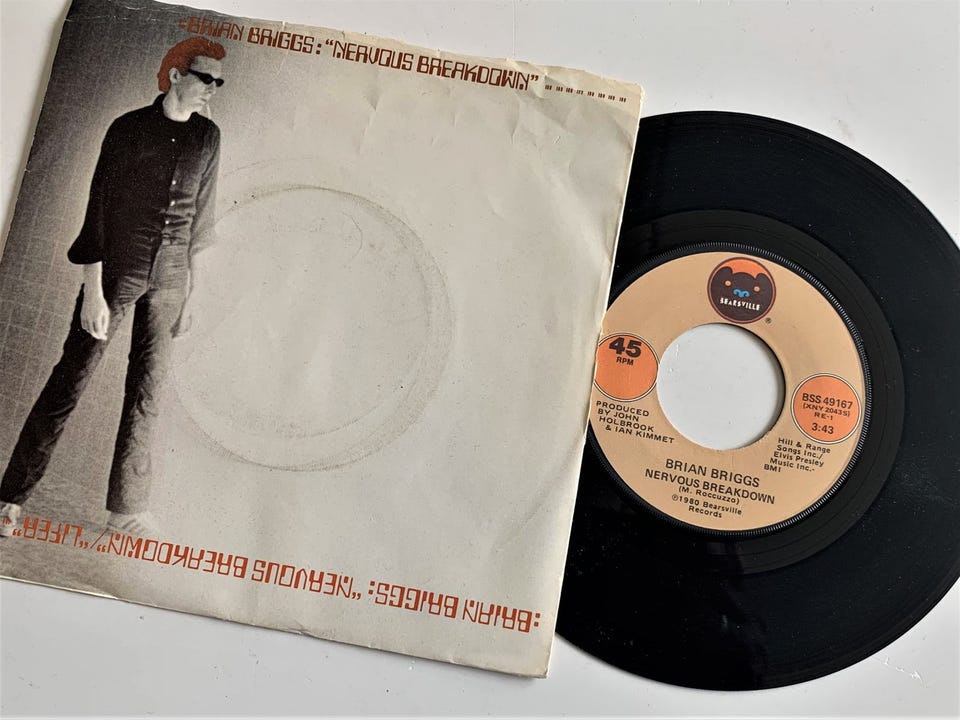 :BRIAN BRIGGS: "NERVOUS BREAKDOWN"
:BRIAN BRIGGS: "NERVOUS BREAKDOWN"/"LIFER"
BEARSVILLE
®
45
RPM
PRODUCED
BY JOHN
HOLBROOK
& IAN KIMMET
BSS 49167
(XNY 2043S)
RE-1
3:43
Hill & Range
Songs Inc./
Elvis Presley
Music Inc.-
BMI
BRIAN BRIGGS
NERVOUS BREAKDOWN
(M. Roccuzzo)
℗1980 Bearsville
Records